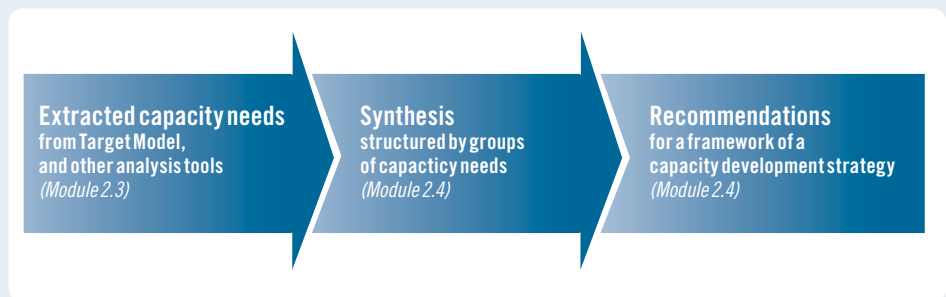 Extracted capacity needs
from Target Model,
and other analysis tools
(Module 2.3)
Synthesis
structured by groups
of capacticy needs
(Module 2.4)
Recommendations
for a framework of a
capacity development strategy
(Module 2.4)